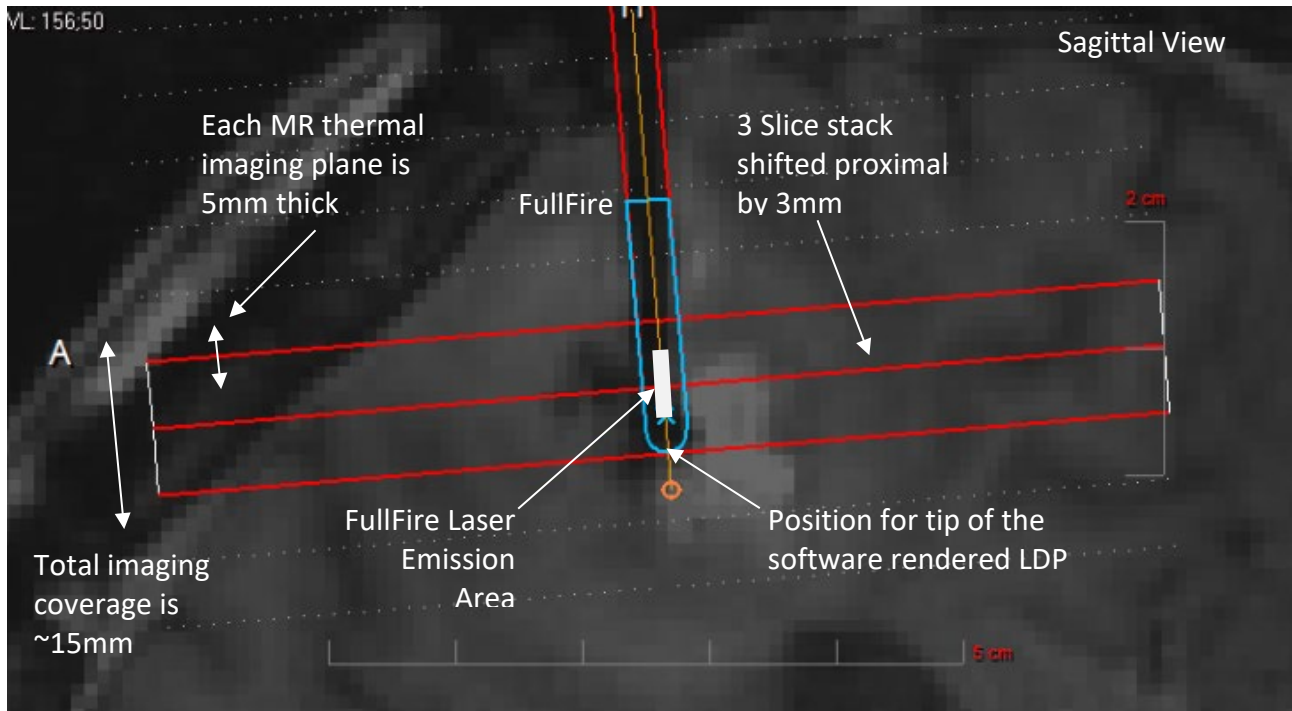 VL: 156;50
Sagittal View
Each MR thermal
imaging plane is
5mm thick
3 Slice stack
shifted proximal
by 3mm
FullFire
2 cm
A
FullFire Laser
Emission
Area
Position for tip of the
software rendered LDP
Total imaging
coverage is
~15mm
5 cm